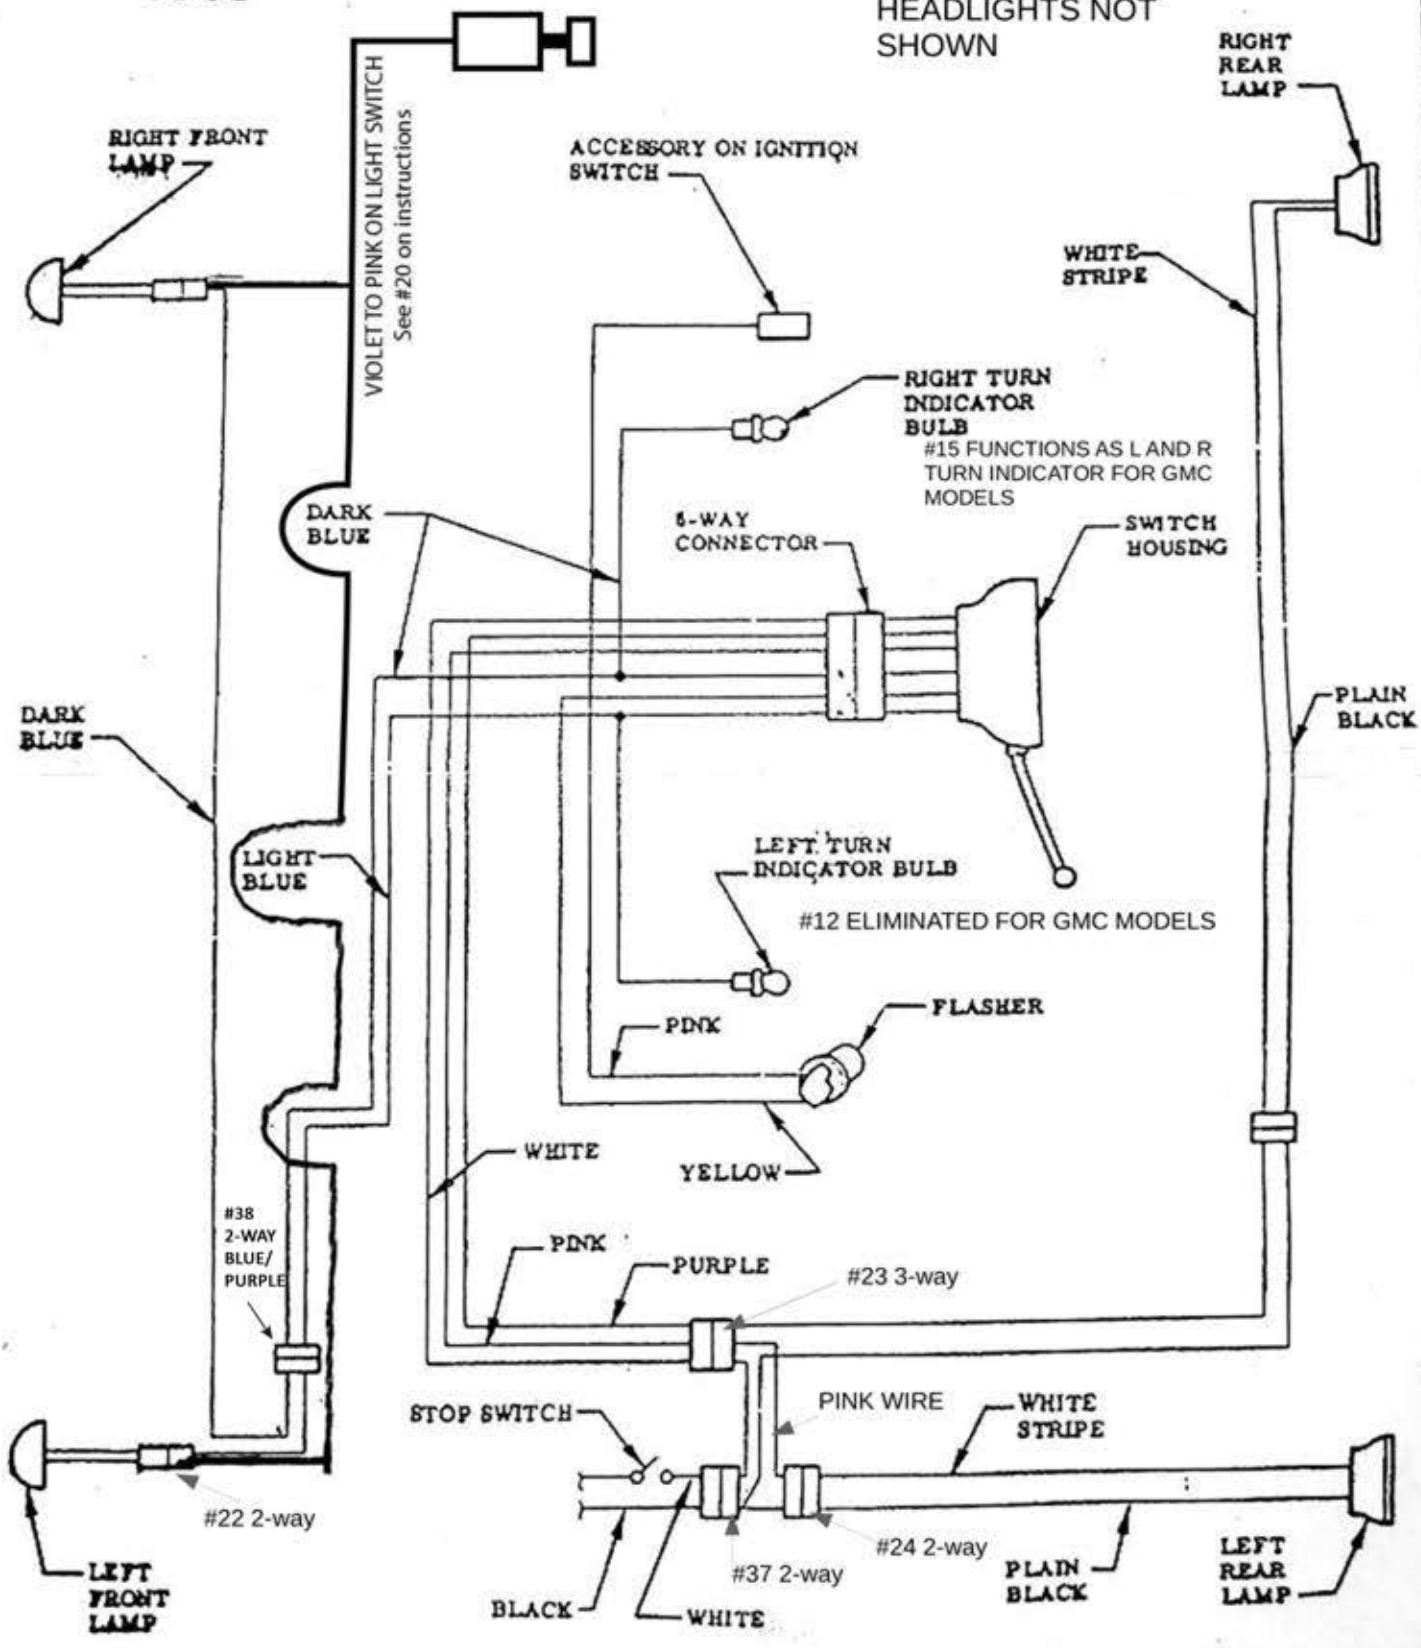 HEADLIGHTS NOT
SHOWN
RIGHT
REAR
LAMP
RIGHT FRONT
LAMP
VIOLET TO PINK ON LIGHT SWITCH
See #20 on instructions
ACCESSORY ON IGNITION
SWITCH
WHITE
STRIPE
RIGHT TURN
INDICATOR
BULB
#15 FUNCTIONS AS L AND R
TURN INDICATOR FOR GMC
MODELS
DARK
BLUE
6-WAY
CONNECTOR
SWITCH
HOUSING
DARK
BLUE
PLAIN
BLACK
LIGHT
BLUE
LEFT TURN
INDICATOR BULB
#12 ELIMINATED FOR GMC MODELS
FLASHER
PINK
WHITE
YELLOW
#38
2-WAY
BLUE/
PURPLE
PINK
PURPLE
#23 3-way
STOP SWITCH
PINK WIRE
WHITE
STRIPE
#22 2-way
#24 2-way
#37 2-way
LEFT
FRONT
LAMP
BLACK
WHITE
PLAIN
BLACK
LEFT
REAR
LAMP